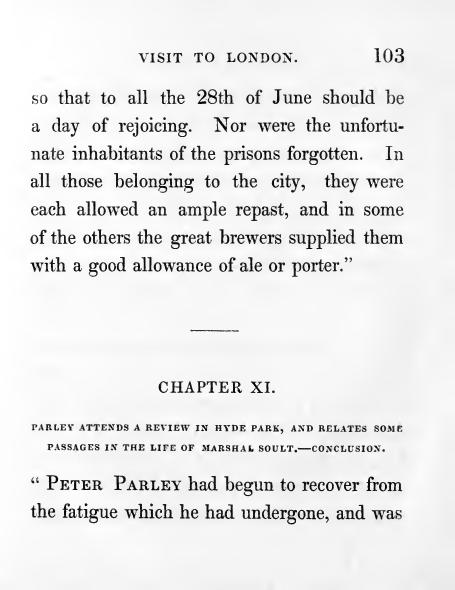 VISIT TO LONDON. 103
so that to all the 28th of June should be
a day of rejoicing. Nor were the unfortu-
nate inhabitants of the prisons forgotten. In
all those belonging to the city, they were
each allowed an ample repast, and in some
of the others the great brewers supplied them
with a good allowance of ale or porter."
CHAPTER XI.
PARLEY ATTENDS A REVIEW IN HYDE PARK, AND RELATES SOME
PASSAGES IN THE LIFE OF MARSHAL SOULT.—CONCLUSION.
" PETER PARLEY had begun to recover from
the fatigue which he had undergone, and was